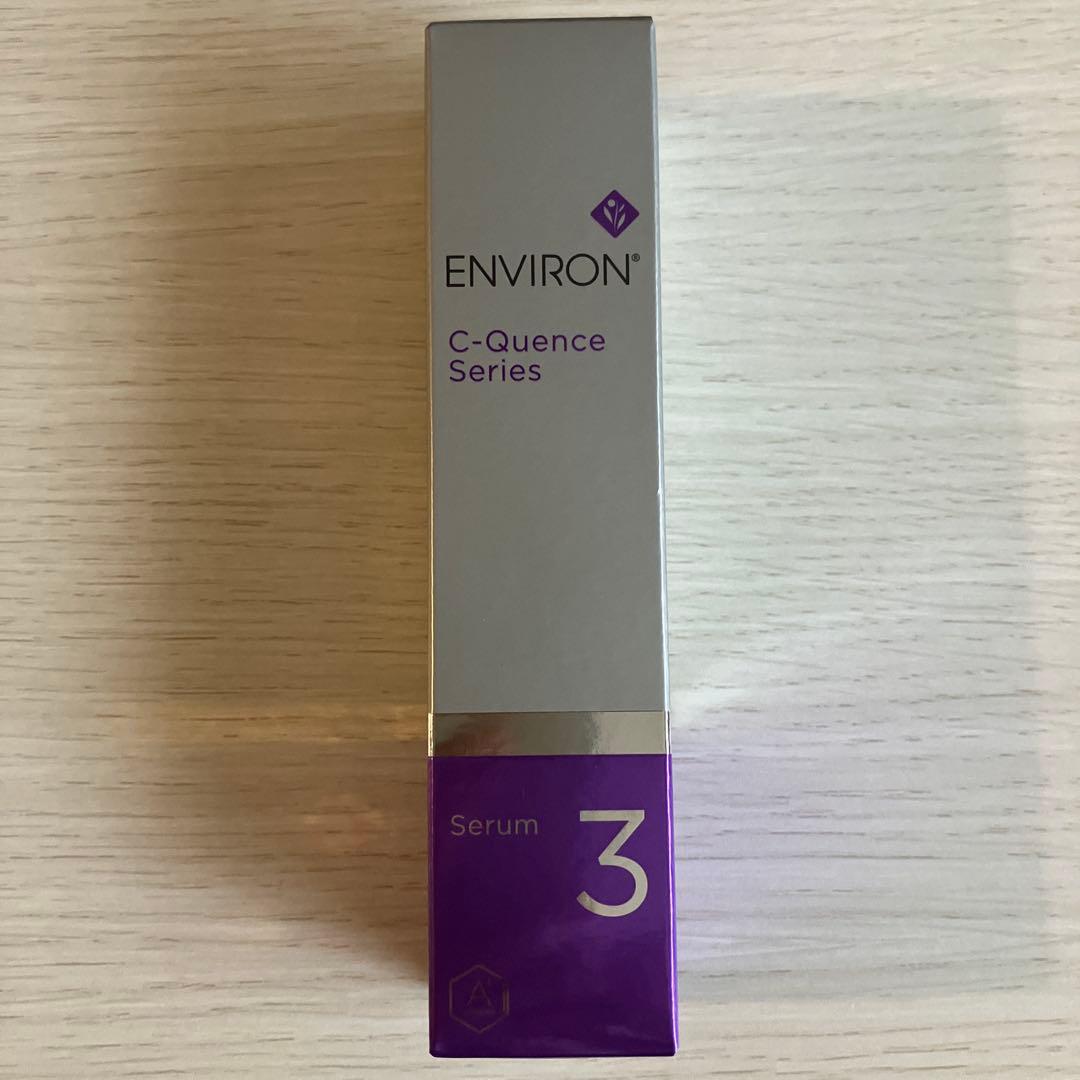 ENVIRON®
C-Quence
Series
Serum
3
A